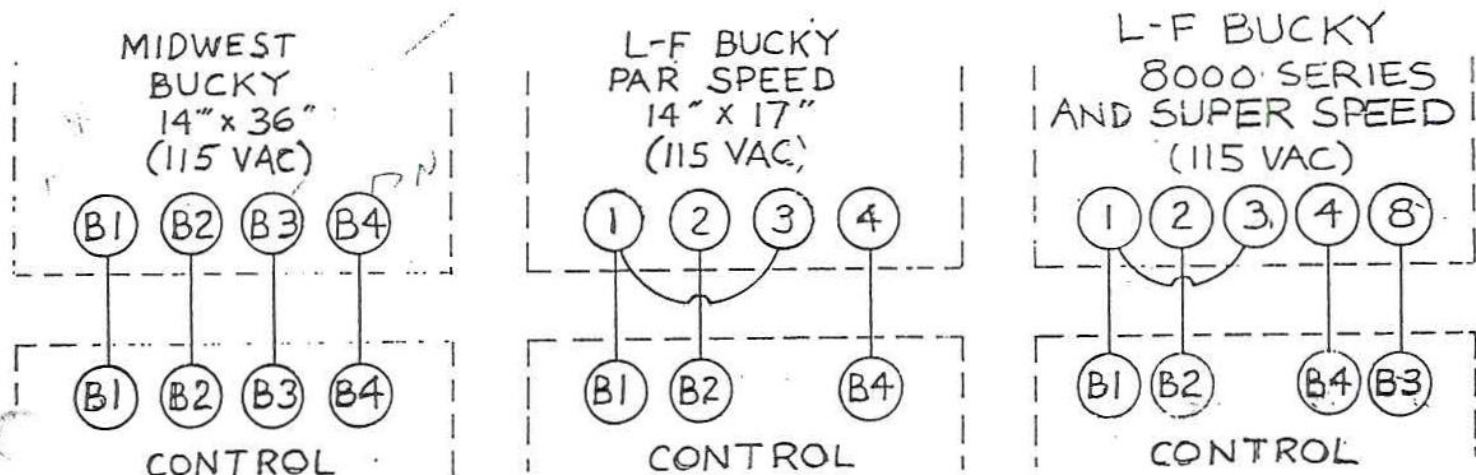 MIDWEST
BUCKY
14" x 36"
(115 VAC)
N
B1 B2 B3 B4
B1 B2 B3 B4
CONTROL
L-F BUCKY
PAR SPEED
14" x 17"
(115 VAC)
1 2 3 4
B1 B2 B4
CONTROL
L-F BUCKY
8000 SERIES
AND SUPER SPEED
(115 VAC)
1 2 3 4 8
B1 B2 B4 B3
CONTROL